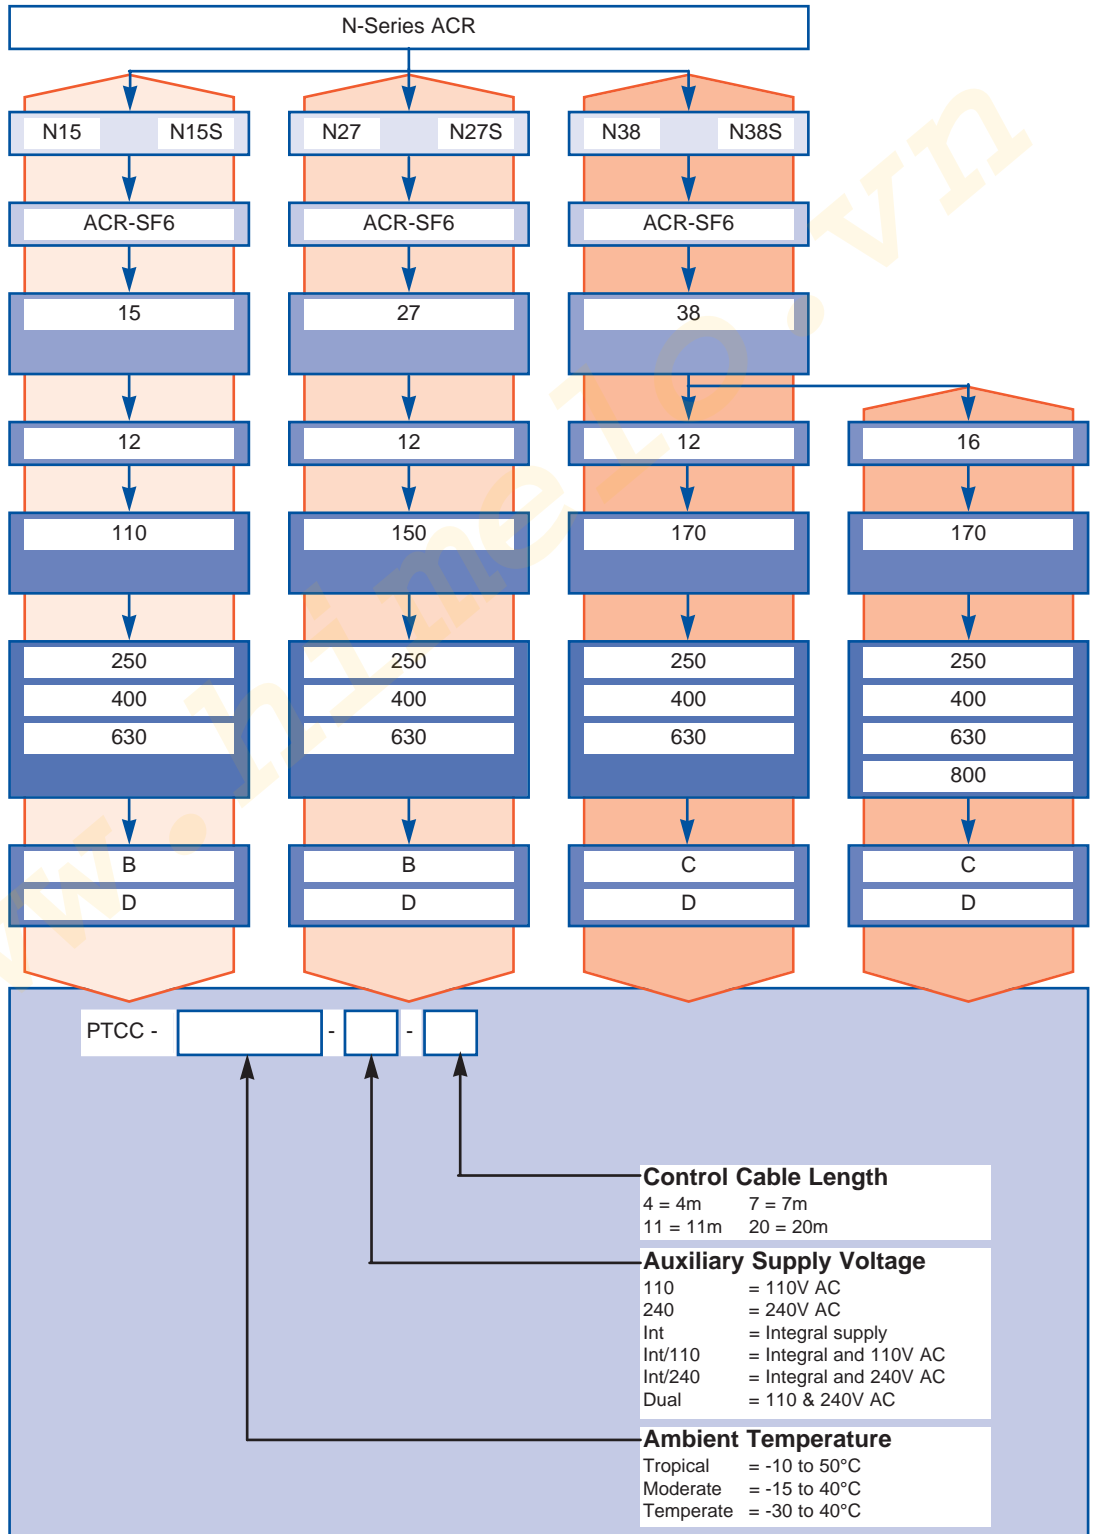 N-Series ACR
N15 N15S N27 N27S N38 N38S
ACR-SF6 ACR-SF6 ACR-SF6
15 27 38
12 12 12 16
110 150 170 170
250 250 250 250
400 400 400 400
630 630 630 630
800
B B C C
D D D D
PTCC - - -
Control Cable Length
4 = 4m 7 = 7m
11 = 11m 20 = 20m
Auxiliary Supply Voltage
110 = 110V AC
240 = 240V AC
Int = Integral supply
Int/110 = Integral and 110V AC
Int/240 = Integral and 240V AC
Dual = 110 & 240V AC
Ambient Temperature
Tropical = -10 to 50°C
Moderate = -15 to 40°C
Temperate = -30 to 40°C
w.himelo.vn